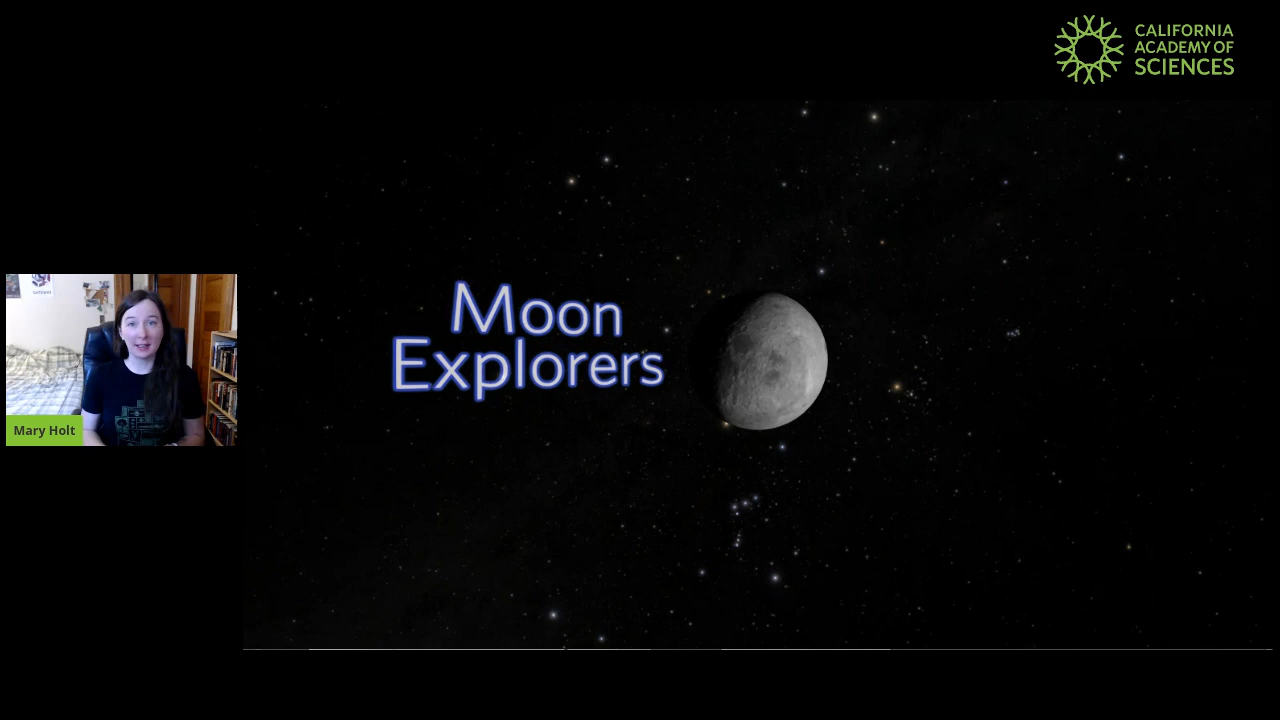 CALIFORNIA
ACADEMY OF
SCIENCES
Moon
Explorers
Mary Holt